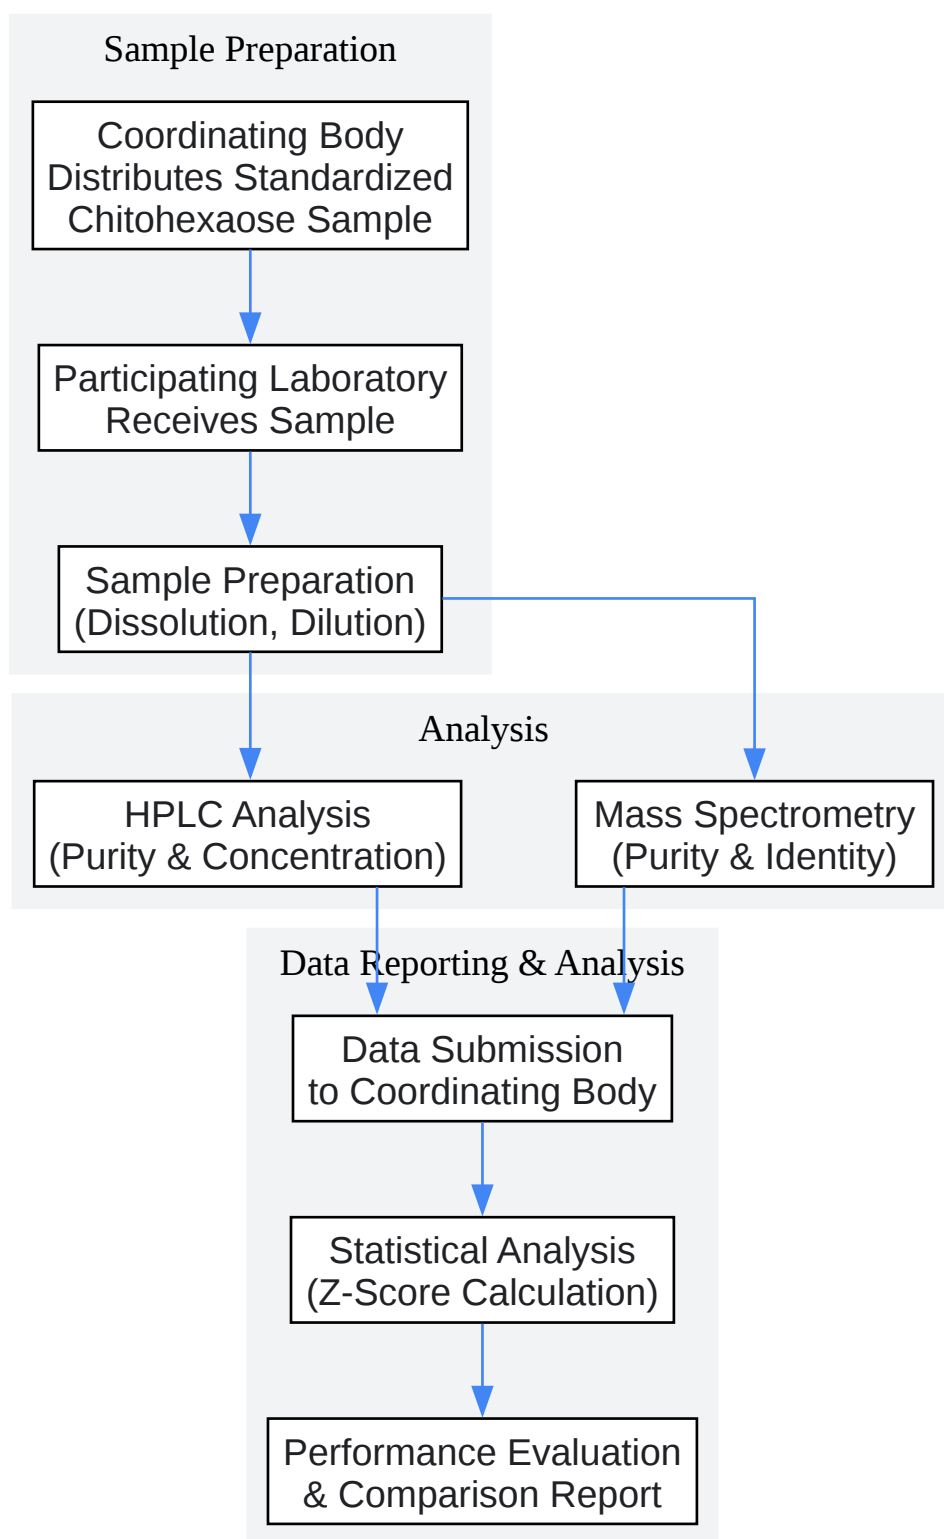 Sample Preparation
Coordinating Body
Distributes Standardized
Chitohexaose Sample
Participating Laboratory
Receives Sample
Sample Preparation
(Dissolution, Dilution)
Analysis
HPLC Analysis
(Purity & Concentration)
Mass Spectrometry
(Purity & Identity)
Data Reporting & Analysis
Data Submission
to Coordinating Body
Statistical Analysis
(Z-Score Calculation)
Performance Evaluation
& Comparison Report